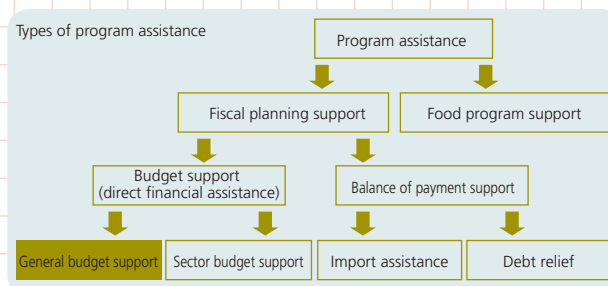 Types of program assistance
Program assistance
Fiscal planning support
Food program support
Budget support
(direct financial assistance)
Balance of payment support
General budget support
Sector budget support
Import assistance
Debt relief